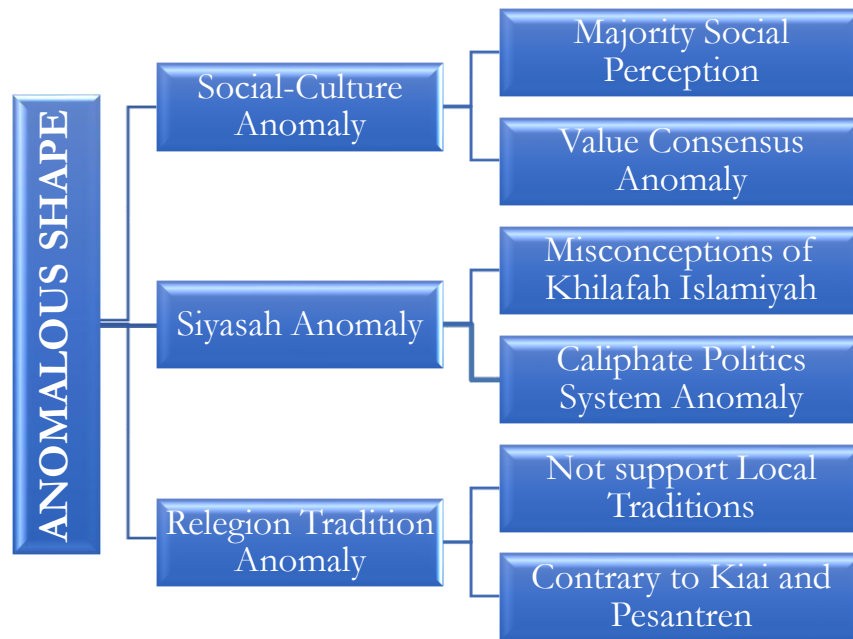 ANOMALOUS SHAPE
Social-Culture
Anomaly
Majority Social
Perception
Value Consensus
Anomaly
Siyasah Anomaly
Misconceptions of
Khilafah Islamiyah
Caliphate Politics
System Anomaly
Relegion Tradition
Anomaly
Not support Local
Traditions
Contrary to Kiai and
Pesantren